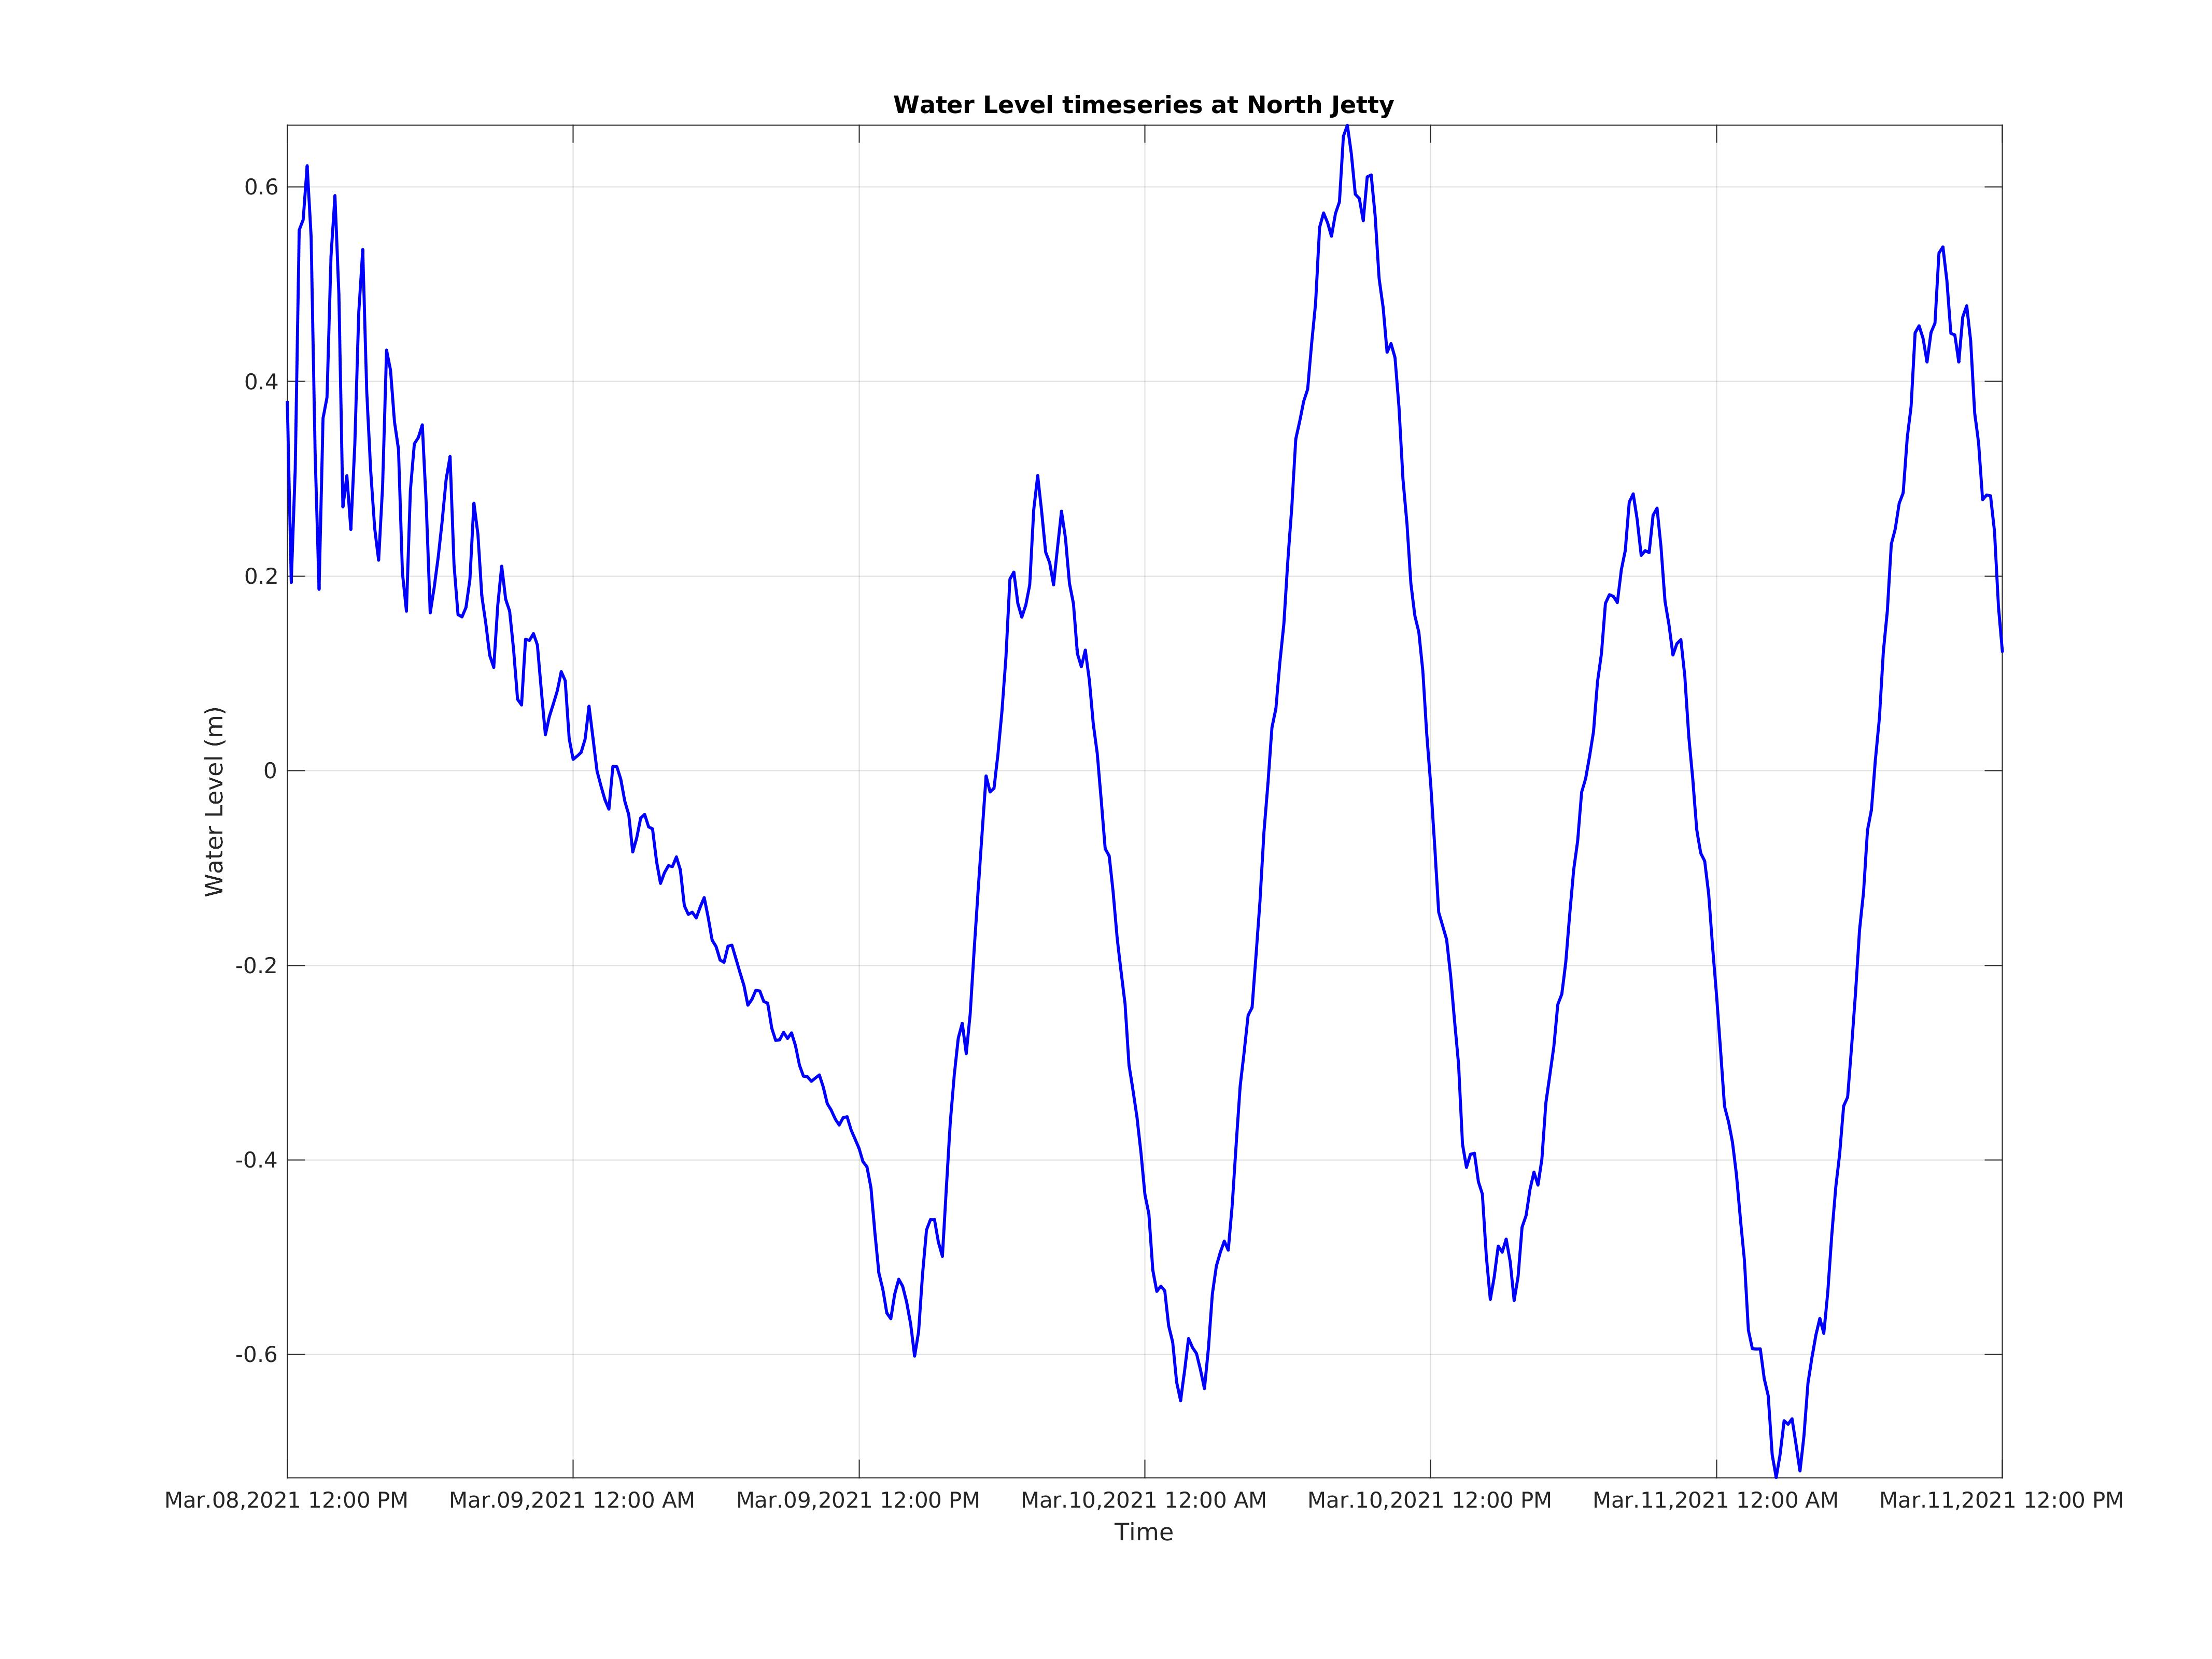 Water Level timeseries at North Jetty
0.6
0.4
0.2
0
-0.2
-0.4
-0.6
Water Level (m)
Mar.08,2021 12:00 PM
Mar.09,2021 12:00 AM
Mar.09,2021 12:00 PM
Mar.10,2021 12:00 AM
Mar.10,2021 12:00 PM
Mar.11,2021 12:00 AM
Mar.11,2021 12:00 PM
Time